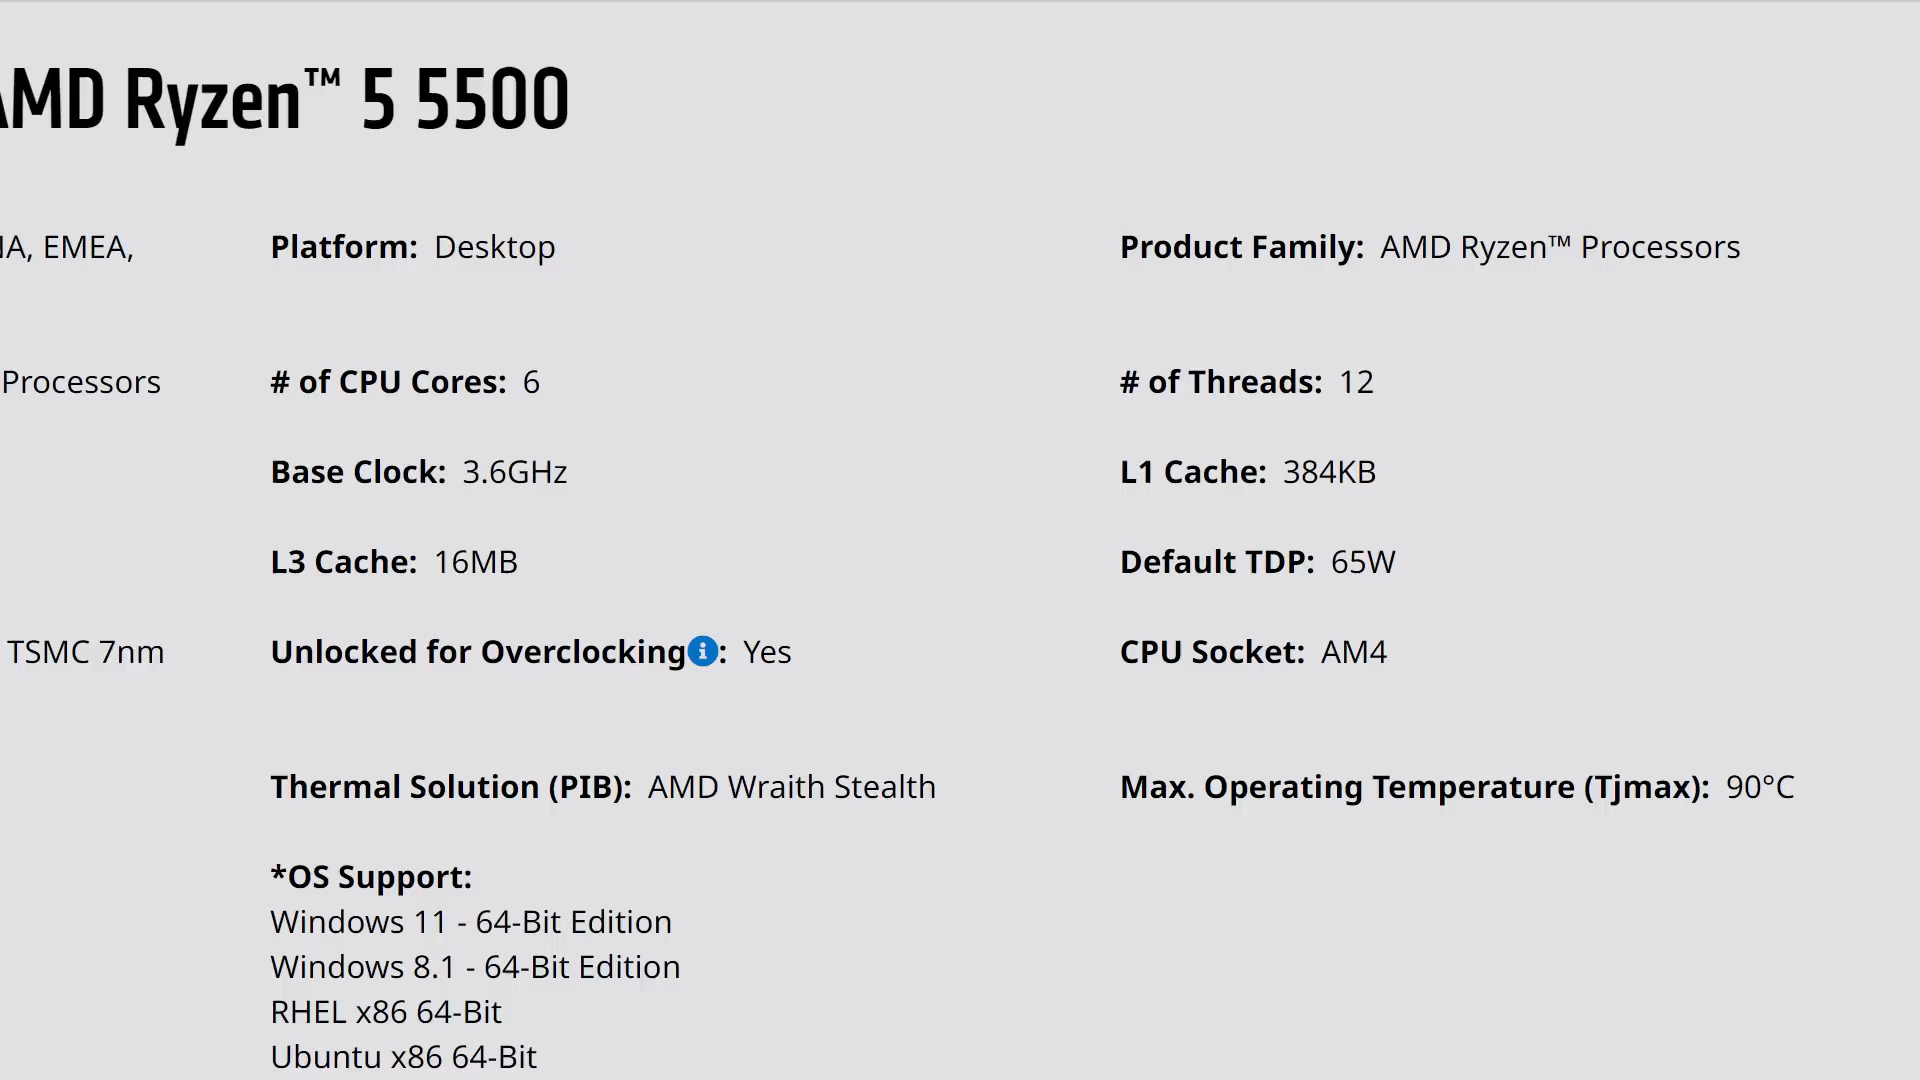 AMD Ryzen™ 5 5500
IA, EMEA,
Platform: Desktop
Product Family: AMD Ryzen™ Processors
Processors
# of CPU Cores: 6
# of Threads: 12
Base Clock: 3.6GHz
L1 Cache: 384KB
L3 Cache: 16MB
Default TDP: 65W
TSMC 7nm
Unlocked for Overclocking: Yes
CPU Socket: AM4
Thermal Solution (PIB): AMD Wraith Stealth
Max. Operating Temperature (Tjmax): 90°C
*OS Support:
Windows 11 - 64-Bit Edition
Windows 8.1 - 64-Bit Edition
RHEL x86 64-Bit
Ubuntu x86 64-Bit